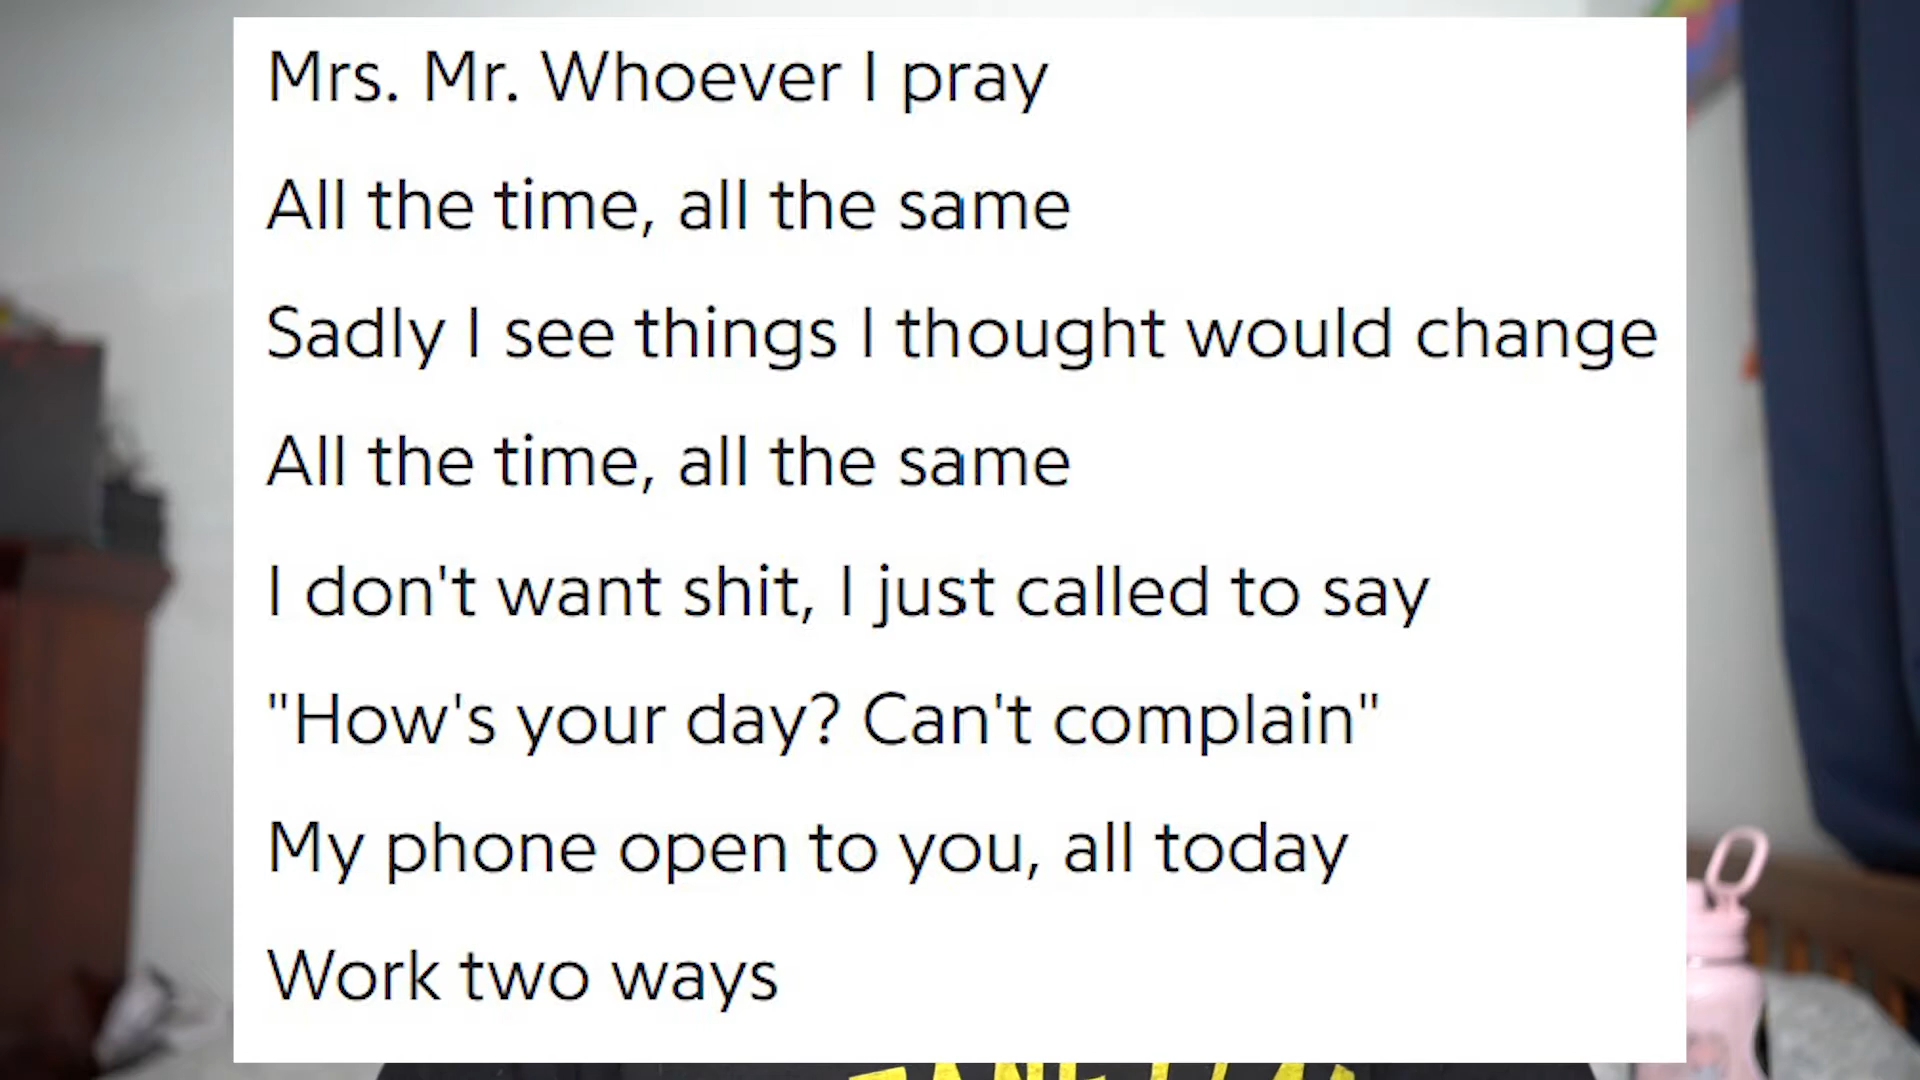 Mrs. Mr. Whoever I pray
All the time, all the same
Sadly I see things I thought would change
All the time, all the same
I don't want shit, I just called to say
"How's your day? Can't complain"
My phone open to you, all today
Work two ways